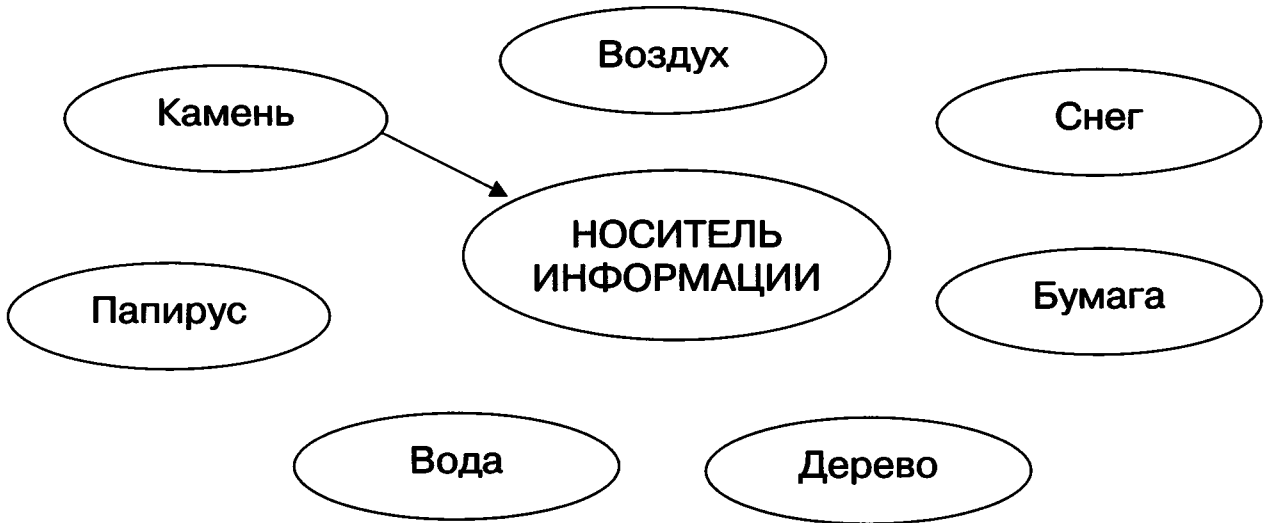 Воздух
Камень
Снег
НОСИТЕЛЬ
ИНФОРМАЦИИ
Папирус
Бумага
Вода
Дерево